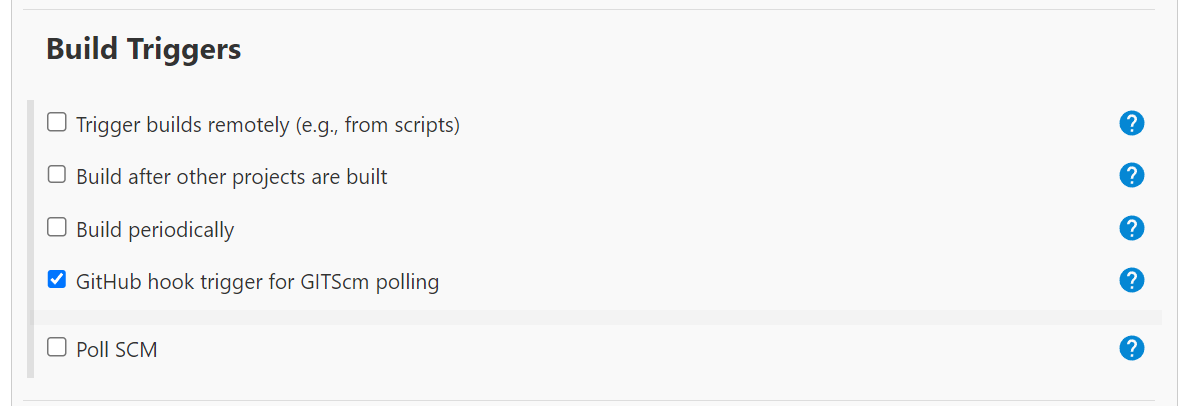 Build Triggers
Trigger builds remotely (e.g., from scripts)
?
Build after other projects are built
?
Build periodically
?
GitHub hook trigger for GITScm polling
?
Poll SCM
?